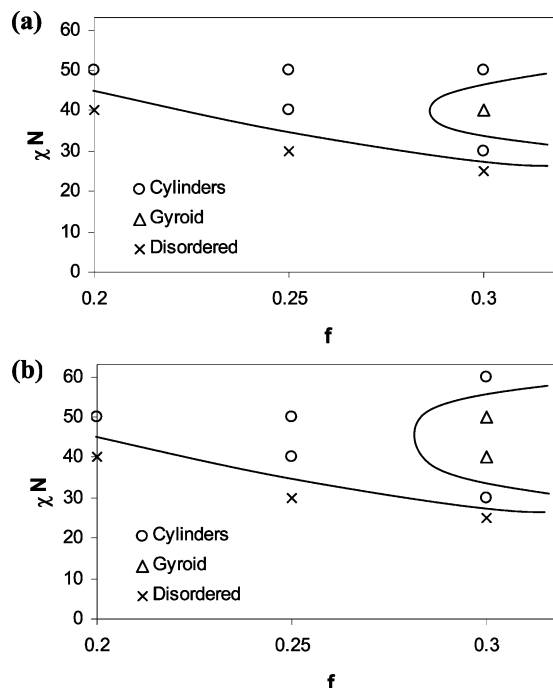 (a)
60
50
40
30
20
10
0
χN
Cylinders
Gyroid
Disordered
0.2 0.25 0.3
f
(b)
60
50
40
30
20
10
0
χN
Cylinders
Gyroid
Disordered
0.2 0.25 0.3
f